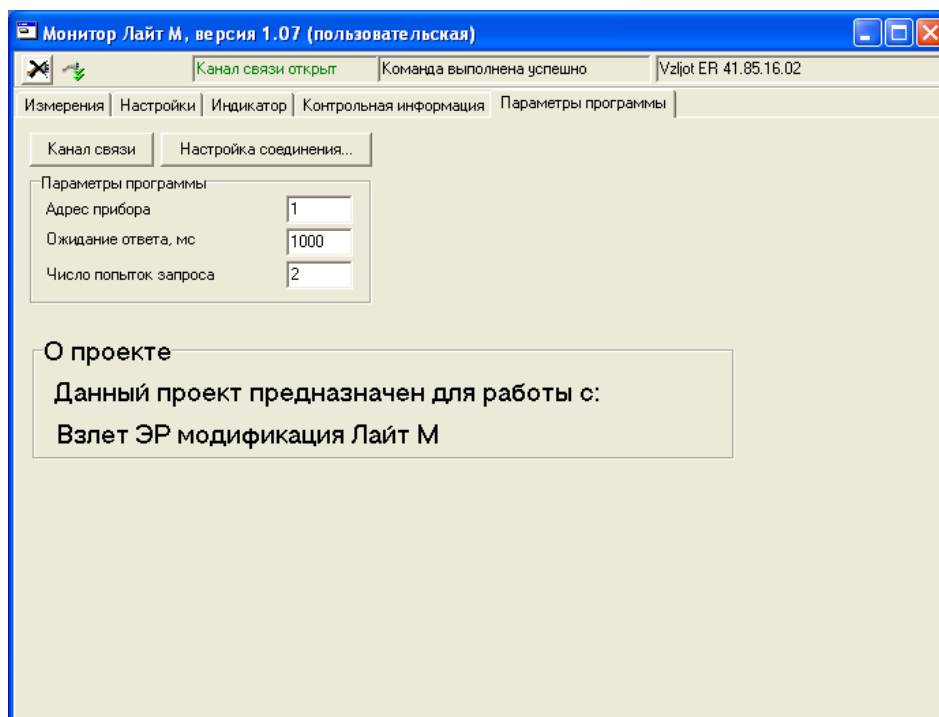 Монитор Лайт М, версия 1.07 (пользовательская)
Канал связи открыт Команда выполнена успешно Vzljot ER 41.85.16.02
Измерения Настройки Индикатор Контрольная информация Параметры программы
Канал связи Настройка соединения...
Параметры программы
Адрес прибора 1
Ожидание ответа, мс 1000
Число попыток запроса 2
О проекте
Данный проект предназначен для работы с:
Взлет ЭР модификация Лайт М